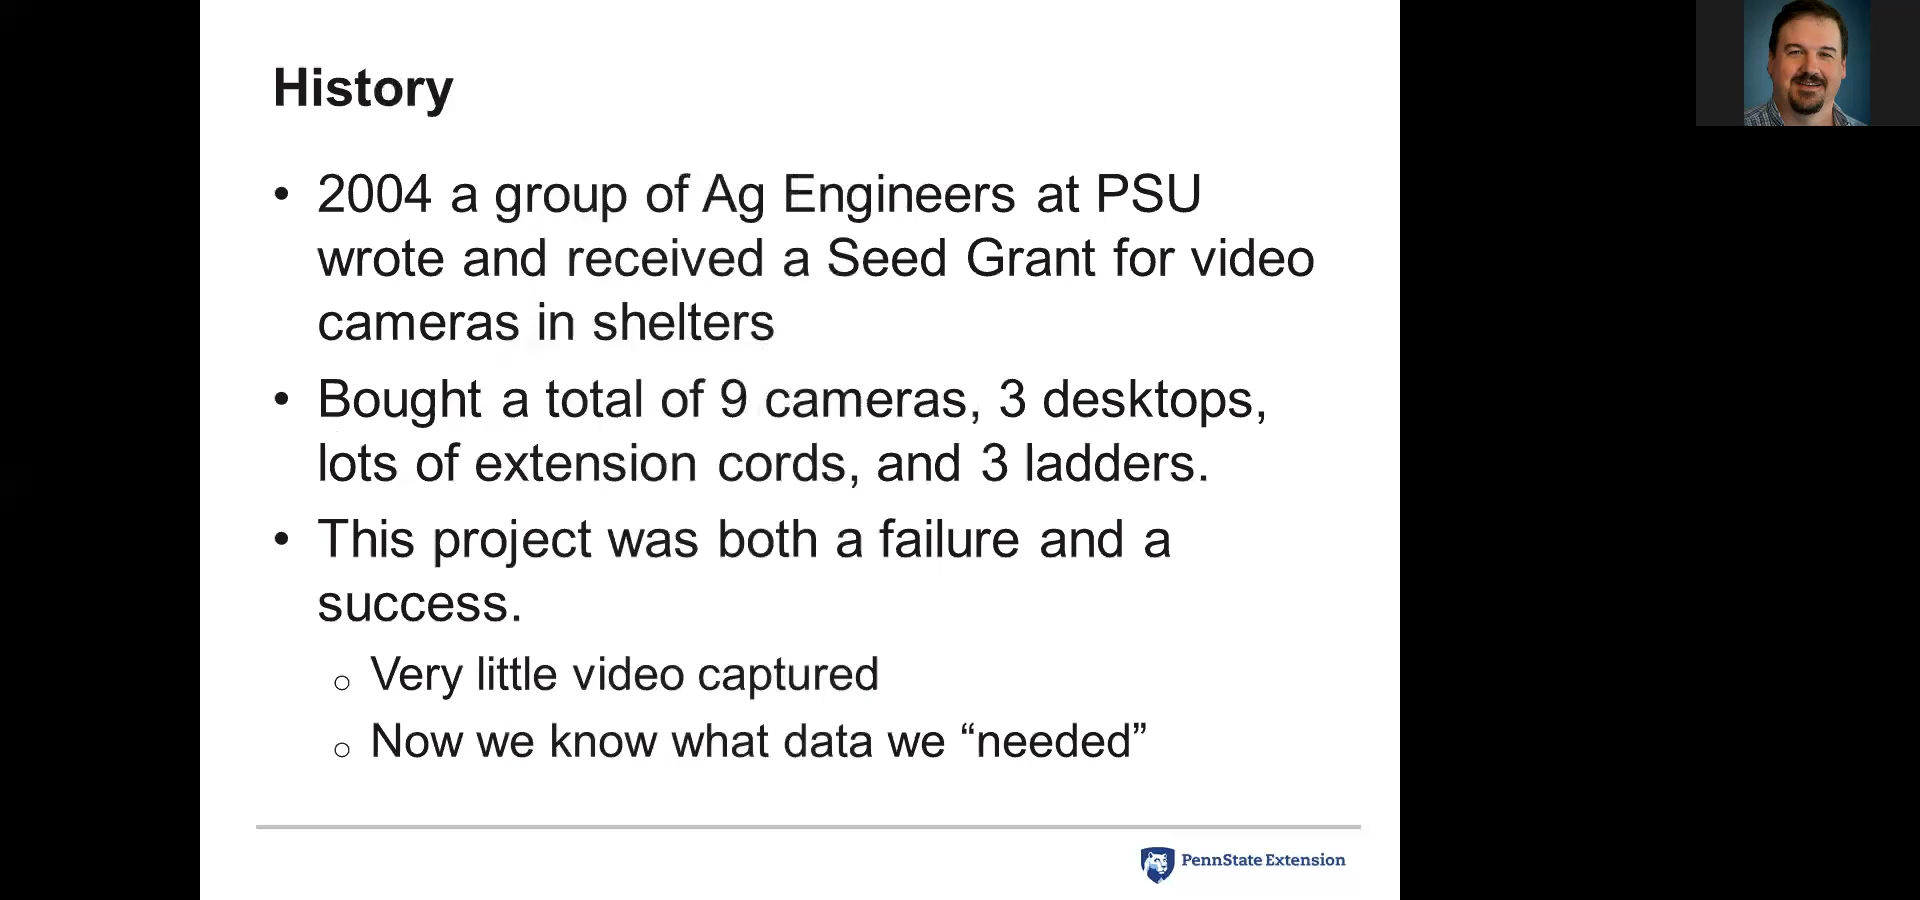 History
• 2004 a group of Ag Engineers at PSU
wrote and received a Seed Grant for video
cameras in shelters
• Bought a total of 9 cameras, 3 desktops,
lots of extension cords, and 3 ladders.
• This project was both a failure and a
success.
○ Very little video captured
○ Now we know what data we “needed”
PennState Extension